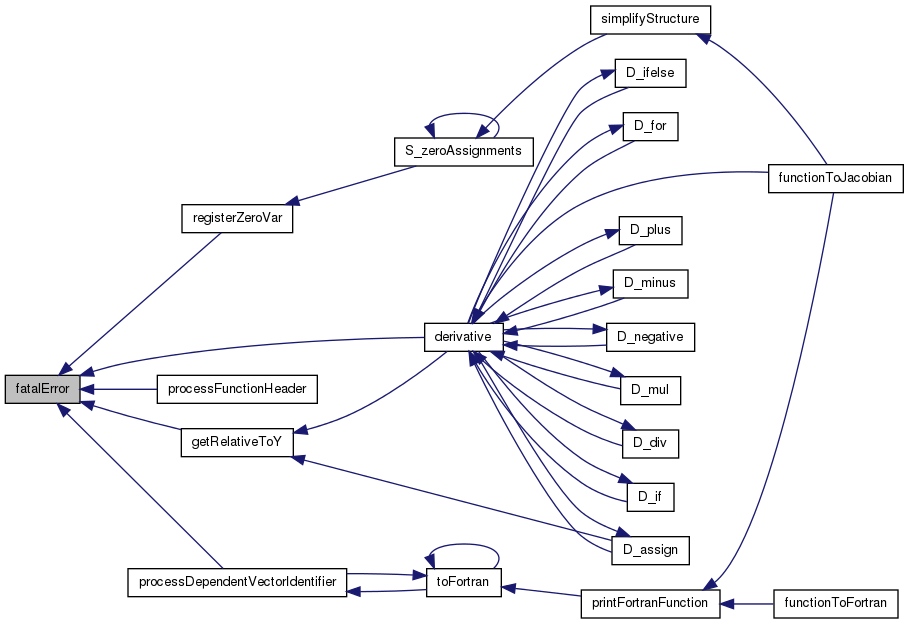 simplifyStructure
D_ifelse
D_for
S_zeroAssignments
functionToJacobian
registerZeroVar
D_plus
D_minus
derivative
D_negative
fatalError
processFunctionHeader
D_mul
getRelativeToY
D_div
D_if
D_assign
processDependentVectorIdentifier
toFortran
printFortranFunction
functionToFortran